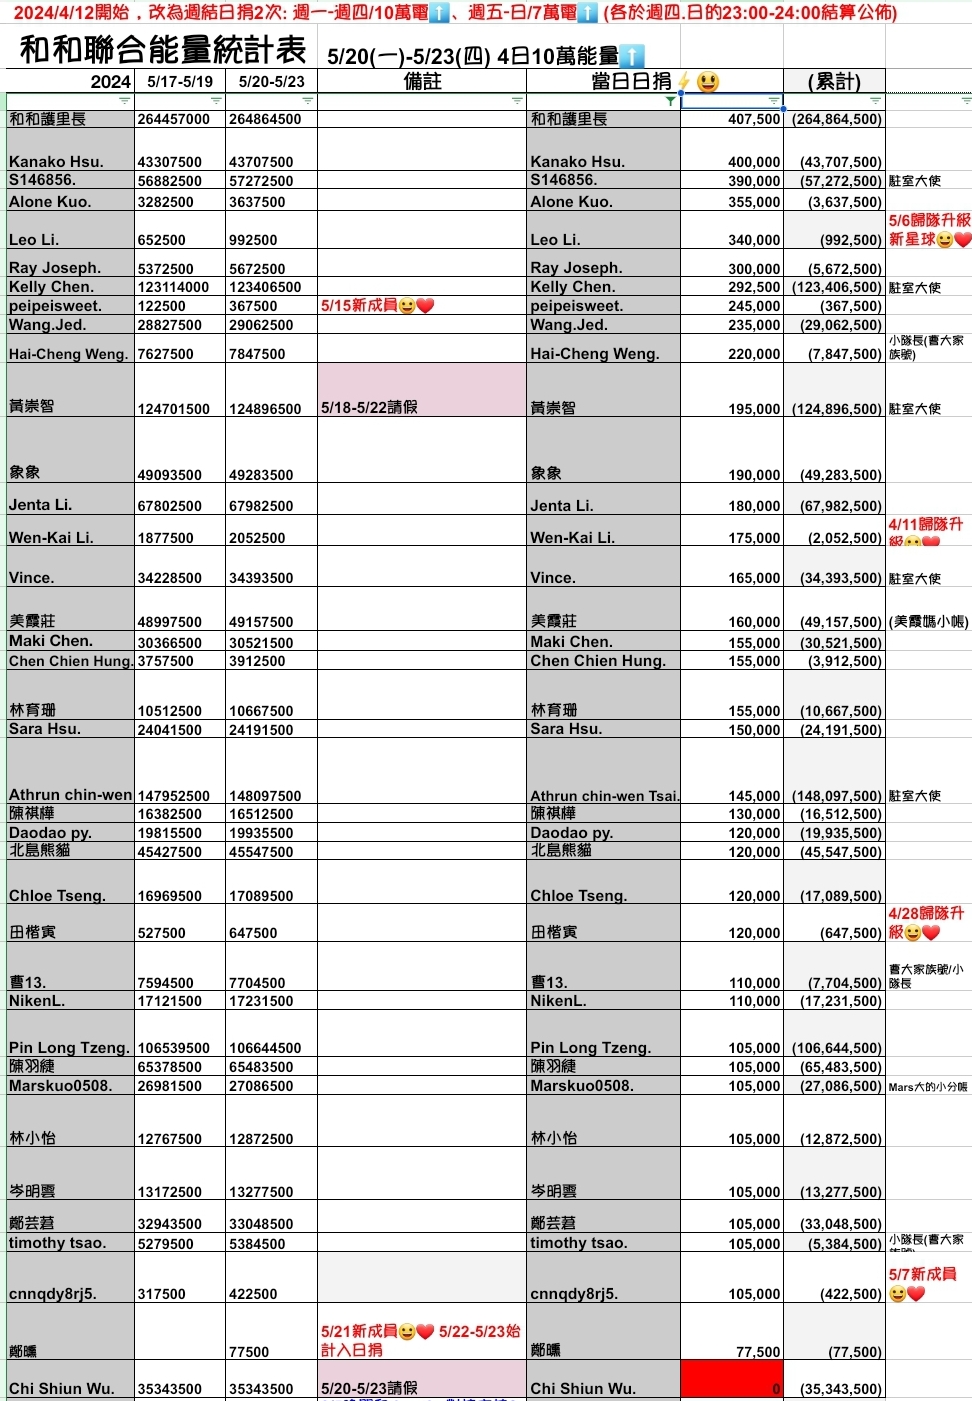 2024/4/12開始，改為週結日捐2次: 週一-週四/10萬電⬆️、週五-日/7萬電⬆️ (各於週四.日的23:00-24:00結算公佈)
和和聯合能量統計表 5/20(一)-5/23(四) 4日10萬能量⬆️
2024 5/17-5/19 5/20-5/23 備註 當日日捐⚡😃 (累計)
和和護里長 264457000 264864500 和和護里長 407,500 (264,864,500)
Kanako Hsu. 43307500 43707500 Kanako Hsu. 400,000 (43,707,500)
S146856. 56882500 57272500 S146856. 390,000 (57,272,500) 駐室大使
Alone Kuo. 3282500 3637500 Alone Kuo. 355,000 (3,637,500)
5/6歸隊升級
Leo Li. 652500 992500 Leo Li. 340,000 (992,500) 新星球😀❤️
Ray Joseph. 5372500 5672500 Ray Joseph. 300,000 (5,672,500)
Kelly Chen. 123114000 123406500 Kelly Chen. 292,500 (123,406,500) 駐室大使
peipeisweet. 122500 367500 5/15新成員😀❤️ peipeisweet. 245,000 (367,500)
Wang.Jed. 28827500 29062500 Wang.Jed. 235,000 (29,062,500)
小隊長(曹大家
Hai-Cheng Weng. 7627500 7847500 Hai-Cheng Weng. 220,000 (7,847,500) 族號)
黃崇智 124701500 124896500 5/18-5/22請假 黃崇智 195,000 (124,896,500) 駐室大使
象象 49093500 49283500 象象 190,000 (49,283,500)
Jenta Li. 67802500 67982500 Jenta Li. 180,000 (67,982,500)
4/11歸隊升
Wen-Kai Li. 1877500 2052500 Wen-Kai Li. 175,000 (2,052,500) 級😀❤️
Vince. 34228500 34393500 Vince. 165,000 (34,393,500) 駐室大使
美霞莊 48997500 49157500 美霞莊 160,000 (49,157,500) (美霞媽小帳)
Maki Chen. 30366500 30521500 Maki Chen. 155,000 (30,521,500)
Chen Chien Hung. 3757500 3912500 Chen Chien Hung. 155,000 (3,912,500)
林育珊 10512500 10667500 林育珊 155,000 (10,667,500)
Sara Hsu. 24041500 24191500 Sara Hsu. 150,000 (24,191,500)
Athrun chin-wen 147952500 148097500 Athrun chin-wen Tsai. 145,000 (148,097,500) 駐室大使
陳祺燁 16382500 16512500 陳祺燁 130,000 (16,512,500)
Daodao py. 19815500 19935500 Daodao py. 120,000 (19,935,500)
北島熊貓 45427500 45547500 北島熊貓 120,000 (45,547,500)
Chloe Tseng. 16969500 17089500 Chloe Tseng. 120,000 (17,089,500)
4/28歸隊升
田楷寅 527500 647500 田楷寅 120,000 (647,500) 級😀❤️
曹大家族號/小
曹13. 7594500 7704500 曹13. 110,000 (7,704,500) 隊長
NikenL. 17121500 17231500 NikenL. 110,000 (17,231,500)
Pin Long Tzeng. 106539500 106644500 Pin Long Tzeng. 105,000 (106,644,500)
陳羽緁 65378500 65483500 陳羽緁 105,000 (65,483,500)
Marskuo0508. 26981500 27086500 Marskuo0508. 105,000 (27,086,500) Mars大的小分帳
林小怡 12767500 12872500 林小怡 105,000 (12,872,500)
岑明雲 13172500 13277500 岑明雲 105,000 (13,277,500)
鄭芸萻 32943500 33048500 鄭芸萻 105,000 (33,048,500)
timothy tsao. 5279500 5384500 timothy tsao. 105,000 (5,384,500) 小隊長(曹大家
5/7新成員
cnnqdy8rj5. 317500 422500 cnnqdy8rj5. 105,000 (422,500) 😀❤️
5/21新成員😀❤️ 5/22-5/23始
鄭曛 77500 計入日捐 鄭曛 77,500 (77,500)
Chi Shiun Wu. 35343500 35343500 5/20-5/23請假 Chi Shiun Wu. 0 (35,343,500)